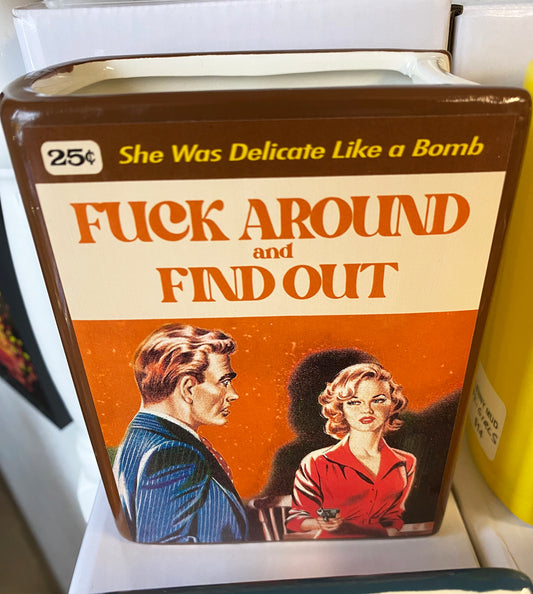 25¢ She Was Delicate Like a Bomb
FUCK AROUND
and
FIND OUT